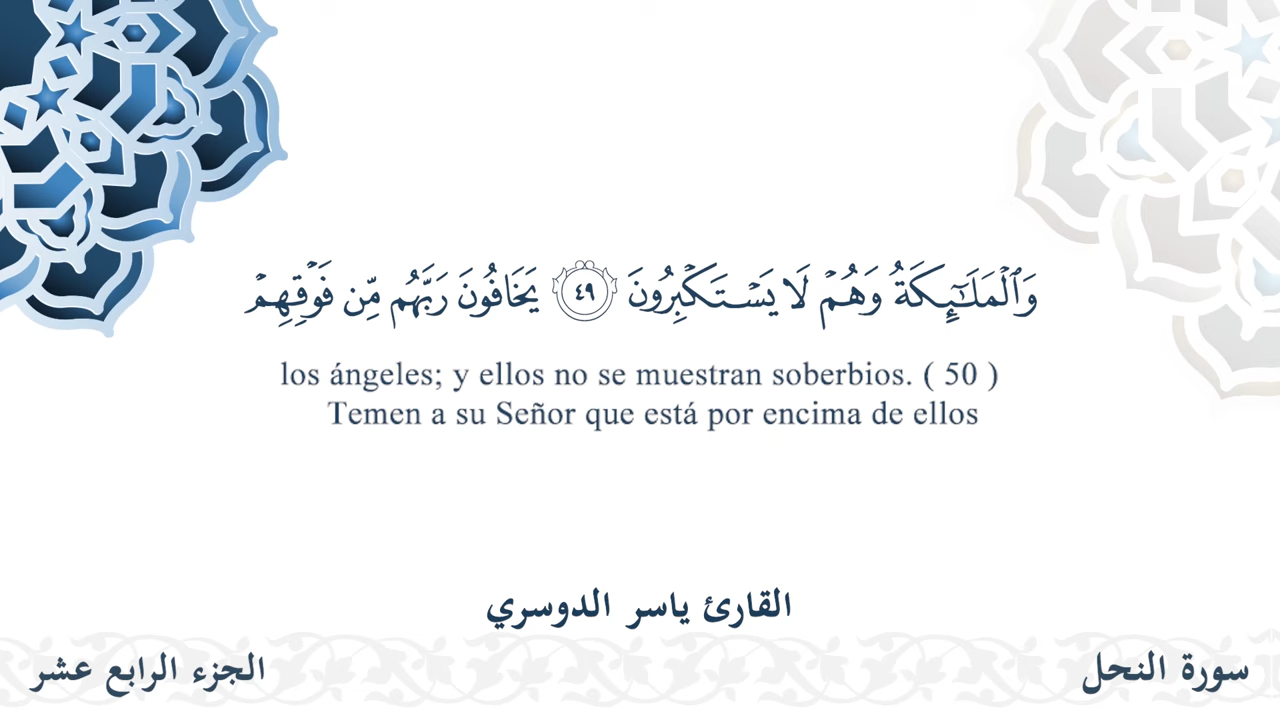 وَٱلْمَلَـٰٓئِكَةُ وَهُمْ لَا يَسْتَكْبِرُونَ ٤٩ يَخَافُونَ رَبَّهُم مِّن فَوْقِهِمْ
los ángeles; y ellos no se muestran soberbios. ( 50 )
Temen a su Señor que está por encima de ellos
القارئ ياسر الدوسري
سورة النحل
الجزء الرابع عشر